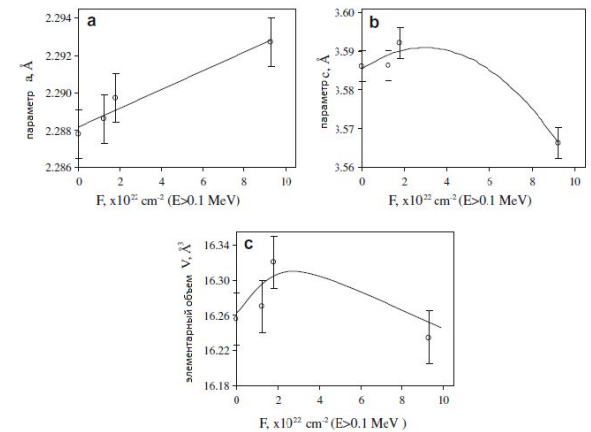 a
2.294
2.292
2.290
2.288
2.286
параметр a, Å
0 2 4 6 8 10
F, x10²² cm⁻² (E>0.1 MeV)
b
3.60
3.59
3.58
3.57
3.56
параметр c, Å
0 2 4 6 8 10
F, x10²² cm⁻² (E>0.1 MeV)
c
16.34
16.30
16.26
16.22
16.18
элементарный объем V, Å³
0 2 4 6 8 10
F, x10²² cm⁻² (E>0.1 MeV )